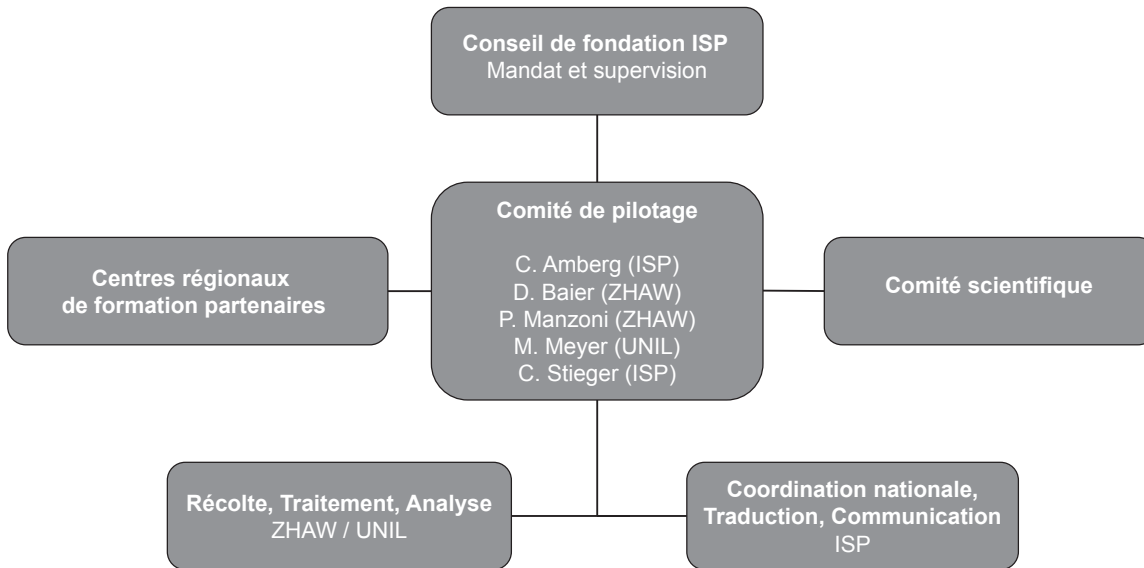 Conseil de fondation ISP
Mandat et supervision
Comité de pilotage
C. Amberg (ISP)
D. Baier (ZHAW)
P. Manzoni (ZHAW)
M. Meyer (UNIL)
C. Stieger (ISP)
Centres régionaux
de formation partenaires
Comité scientifique
Récolte, Traitement, Analyse
ZHAW / UNIL
Coordination nationale,
Traduction, Communication
ISP